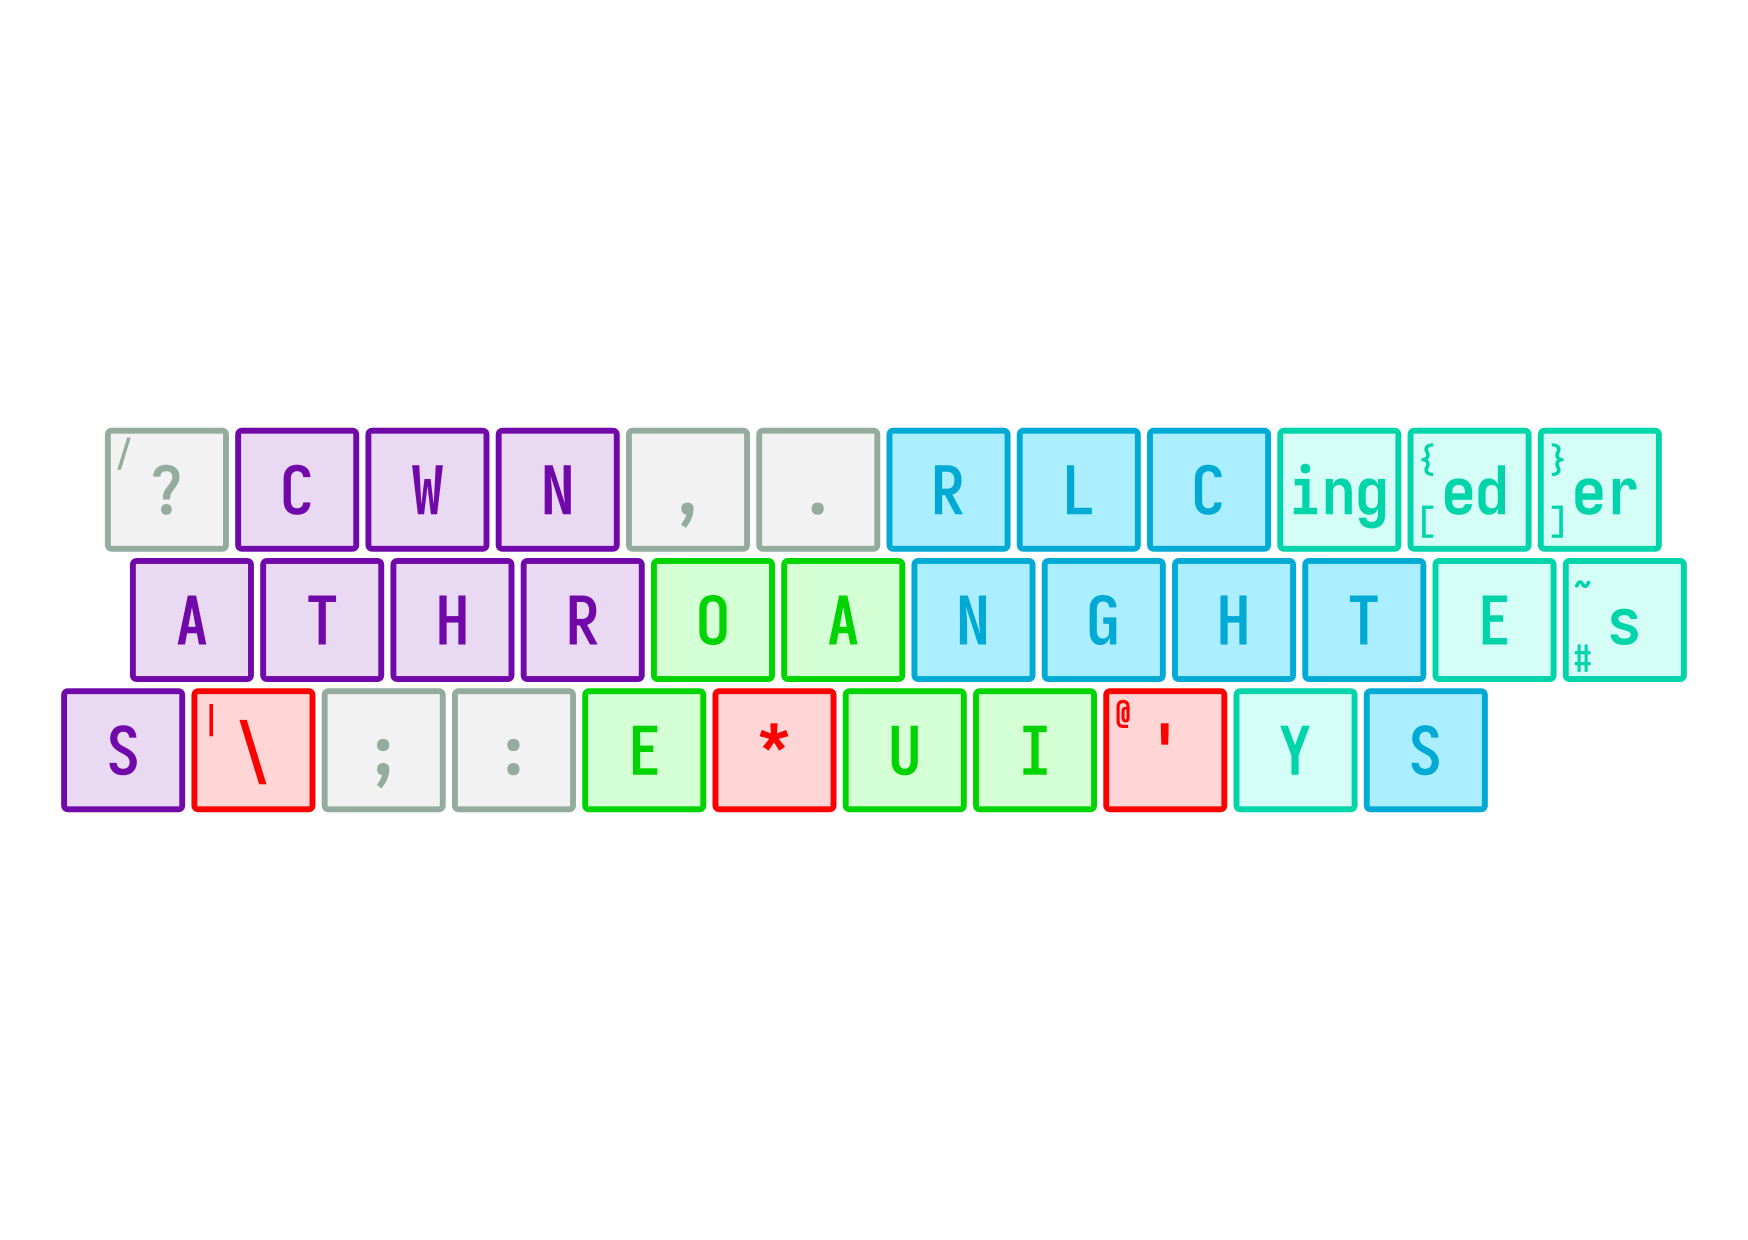 / ? C W N , . R L C ing { [ ed } ] er
A T H R O A N G H T E ~ # s
S | \ ; : E * U I @ ' Y S